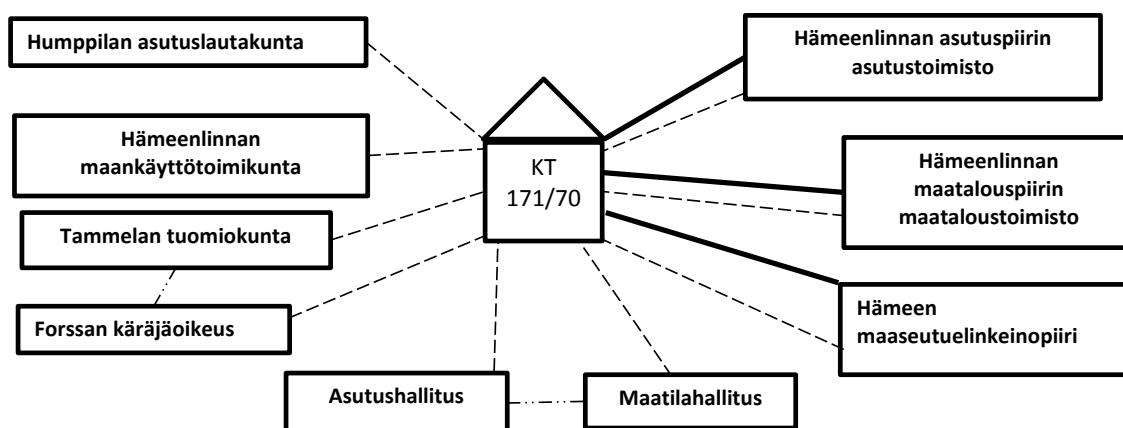 Humppilan asutuslautakunta
Hämeenlinnan asutuspiirin
asutustoimisto
Hämeenlinnan
maankäyttötoimikunta
KT
171/70
Hämeenlinnan
maatalouspiirin
maataloustoimisto
Tammelan tuomiokunta
Forssan käräjäoikeus
Hämeen
maaseutuelinkeinopiiri
Asutushallitus
Maatilahallitus